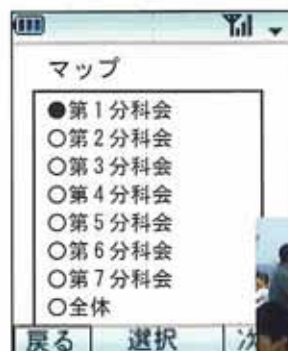 マップ
●第1分科会
○第2分科会
○第3分科会
○第4分科会
○第5分科会
○第6分科会
○第7分科会
○全体
戻る 選択